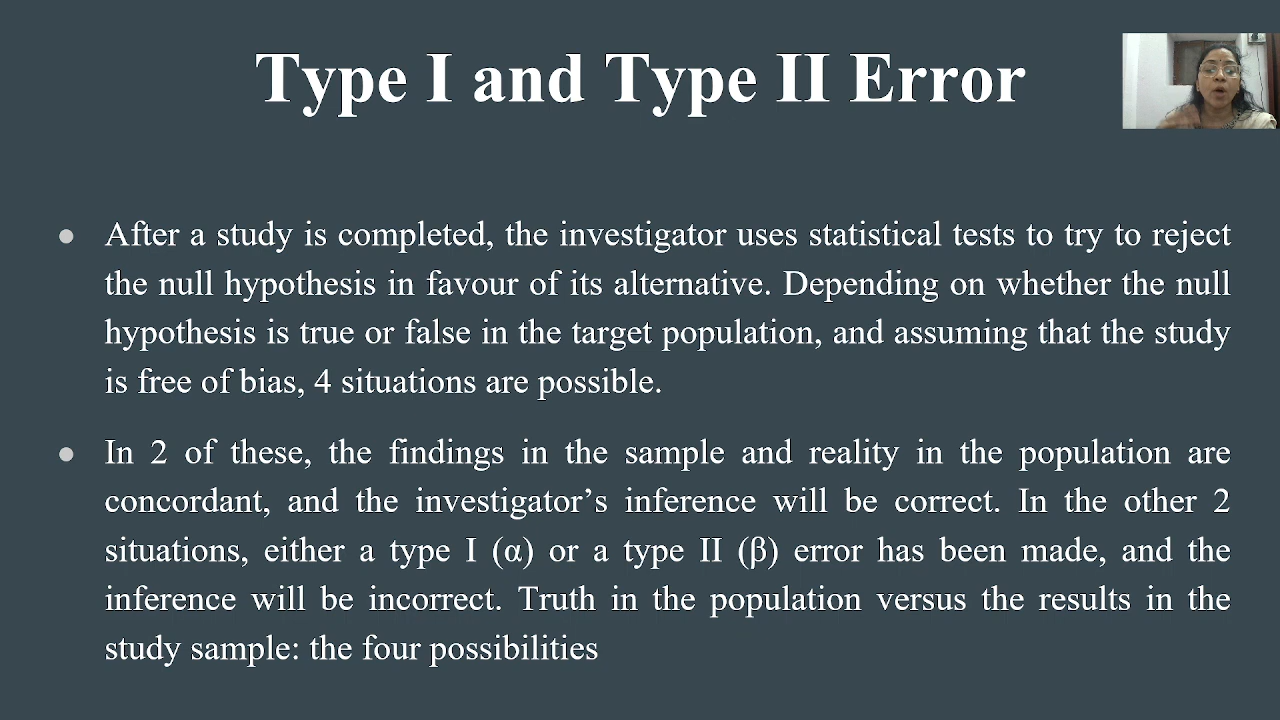 Type I and Type II Error
● After a study is completed, the investigator uses statistical tests to try to reject
the null hypothesis in favour of its alternative. Depending on whether the null
hypothesis is true or false in the target population, and assuming that the study
is free of bias, 4 situations are possible.
● In 2 of these, the findings in the sample and reality in the population are
concordant, and the investigator’s inference will be correct. In the other 2
situations, either a type I (α) or a type II (β) error has been made, and the
inference will be incorrect. Truth in the population versus the results in the
study sample: the four possibilities